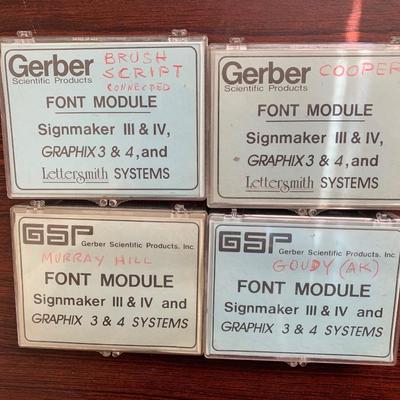 Gerber
Scientific Products
BRUSH
SCRIPT
CONNECTED
FONT MODULE
Signmaker III & IV,
GRAPHIX 3 & 4, and
Lettersmith SYSTEMS
Gerber
Scientific Products
COOPER
FONT MODULE
Signmaker III & IV,
GRAPHIX 3 & 4, and
Lettersmith SYSTEMS
GSP Gerber Scientific Products, Inc.
MURRAY HILL
FONT MODULE
Signmaker III & IV and
GRAPHIX 3 & 4 SYSTEMS
GSP Gerber Scientific Products, Inc.
GOUDY (AK)
FONT MODULE
Signmaker III & IV and
GRAPHIX 3 & 4 SYSTEMS